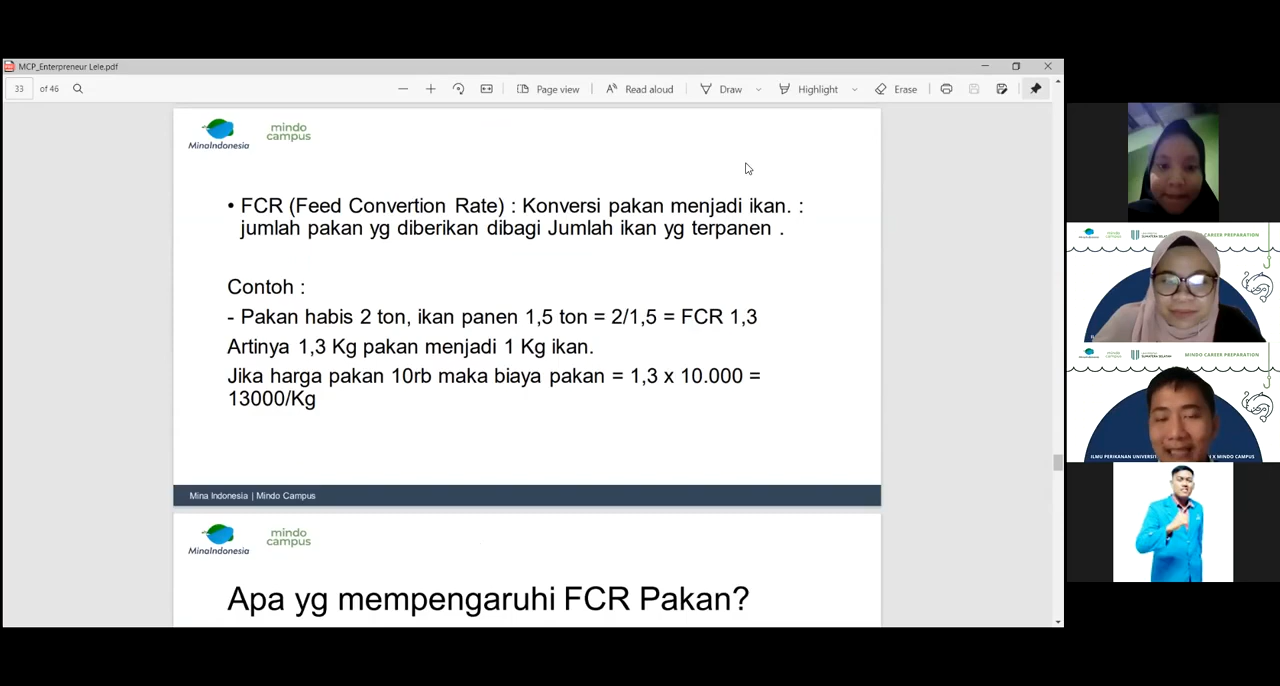 MCP_Enterpreneur Lele.pdf
33 of 46
Page view
Read aloud
Draw
Highlight
Erase
MinaIndonesia
mindo
campus
• FCR (Feed Convertion Rate) : Konversi pakan menjadi ikan. :
jumlah pakan yg diberikan dibagi Jumlah ikan yg terpanen .
Contoh :
- Pakan habis 2 ton, ikan panen 1,5 ton = 2/1,5 = FCR 1,3
Artinya 1,3 Kg pakan menjadi 1 Kg ikan.
Jika harga pakan 10rb maka biaya pakan = 1,3 x 10.000 =
13000/Kg
Mina Indonesia | Mindo Campus
MinaIndonesia
mindo
campus
Apa yg mempengaruhi FCR Pakan?
CAREER PREPARATION
MINDO CAREER PREPARATION
ILMU PERIKANAN UNIVERSIT
X MINDO CAMPUS